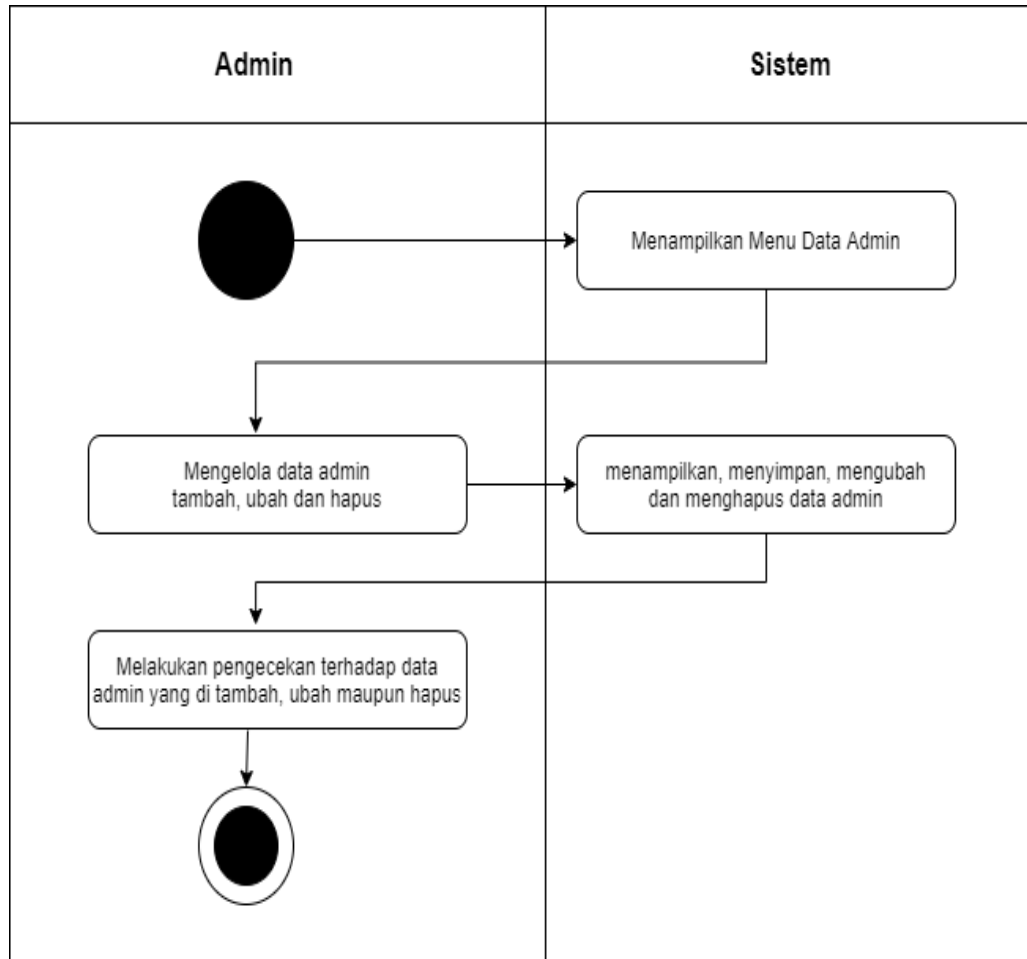 Admin
Sistem
Menampilkan Menu Data Admin
Mengelola data admin
tambah, ubah dan hapus
menampilkan, menyimpan, mengubah
dan menghapus data admin
Melakukan pengecekan terhadap data
admin yang di tambah, ubah maupun hapus